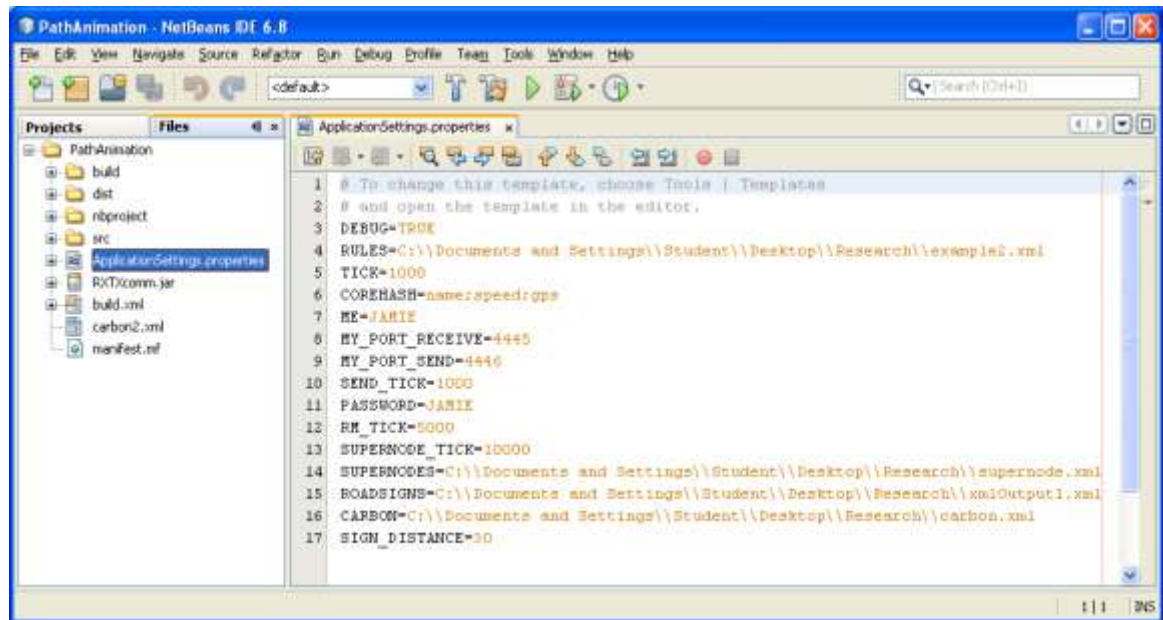 PathAnimation - NetBeans IDE 6.8
File Edit View Navigate Source Refactor Run Debug Profile Team Tools Window Help
<default>
Search (Ctrl+I)
Projects Files
ApplicationSettings.properties
PathAnimation
build
dist
nbproject
src
ApplicationSettings.properties
RXTXcomm.jar
build.xml
carbon2.xml
manifest.mf
1 # To change this template, choose Tools | Templates
2 # and open the template in the editor.
3 DEBUG=TRUE
4 RULES=C:\\Documents and Settings\\Student\\Desktop\\Research\\example2.xml
5 TICK=1000
6 COREHASH=name;speed;gps
7 ME=JAMIE
8 MY_PORT_RECEIVE=4445
9 MY_PORT_SEND=4446
10 SEND_TICK=1000
11 PASSWORD=JAMIE
12 RM_TICK=5000
13 SUPERNODE_TICK=10000
14 SUPERNODES=C:\\Documents and Settings\\Student\\Desktop\\Research\\supernode.xml
15 ROADSIGNS=C:\\Documents and Settings\\Student\\Desktop\\Research\\xmlOutput1.xml
16 CARBON=C:\\Documents and Settings\\Student\\Desktop\\Research\\carbon.xml
17 SIGN_DISTANCE=30
1|1 INS